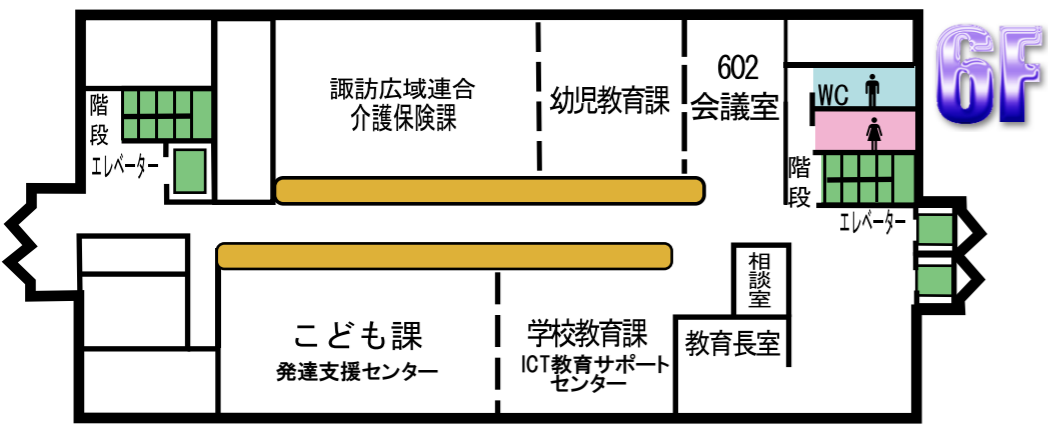 6F
諏訪広域連合
介護保険課
幼児教育課
602
会議室
WC
階段
エレベーター
階段
エレベーター
相談室
こども課
発達支援センター
学校教育課
ICT教育サポート
センター
教育長室